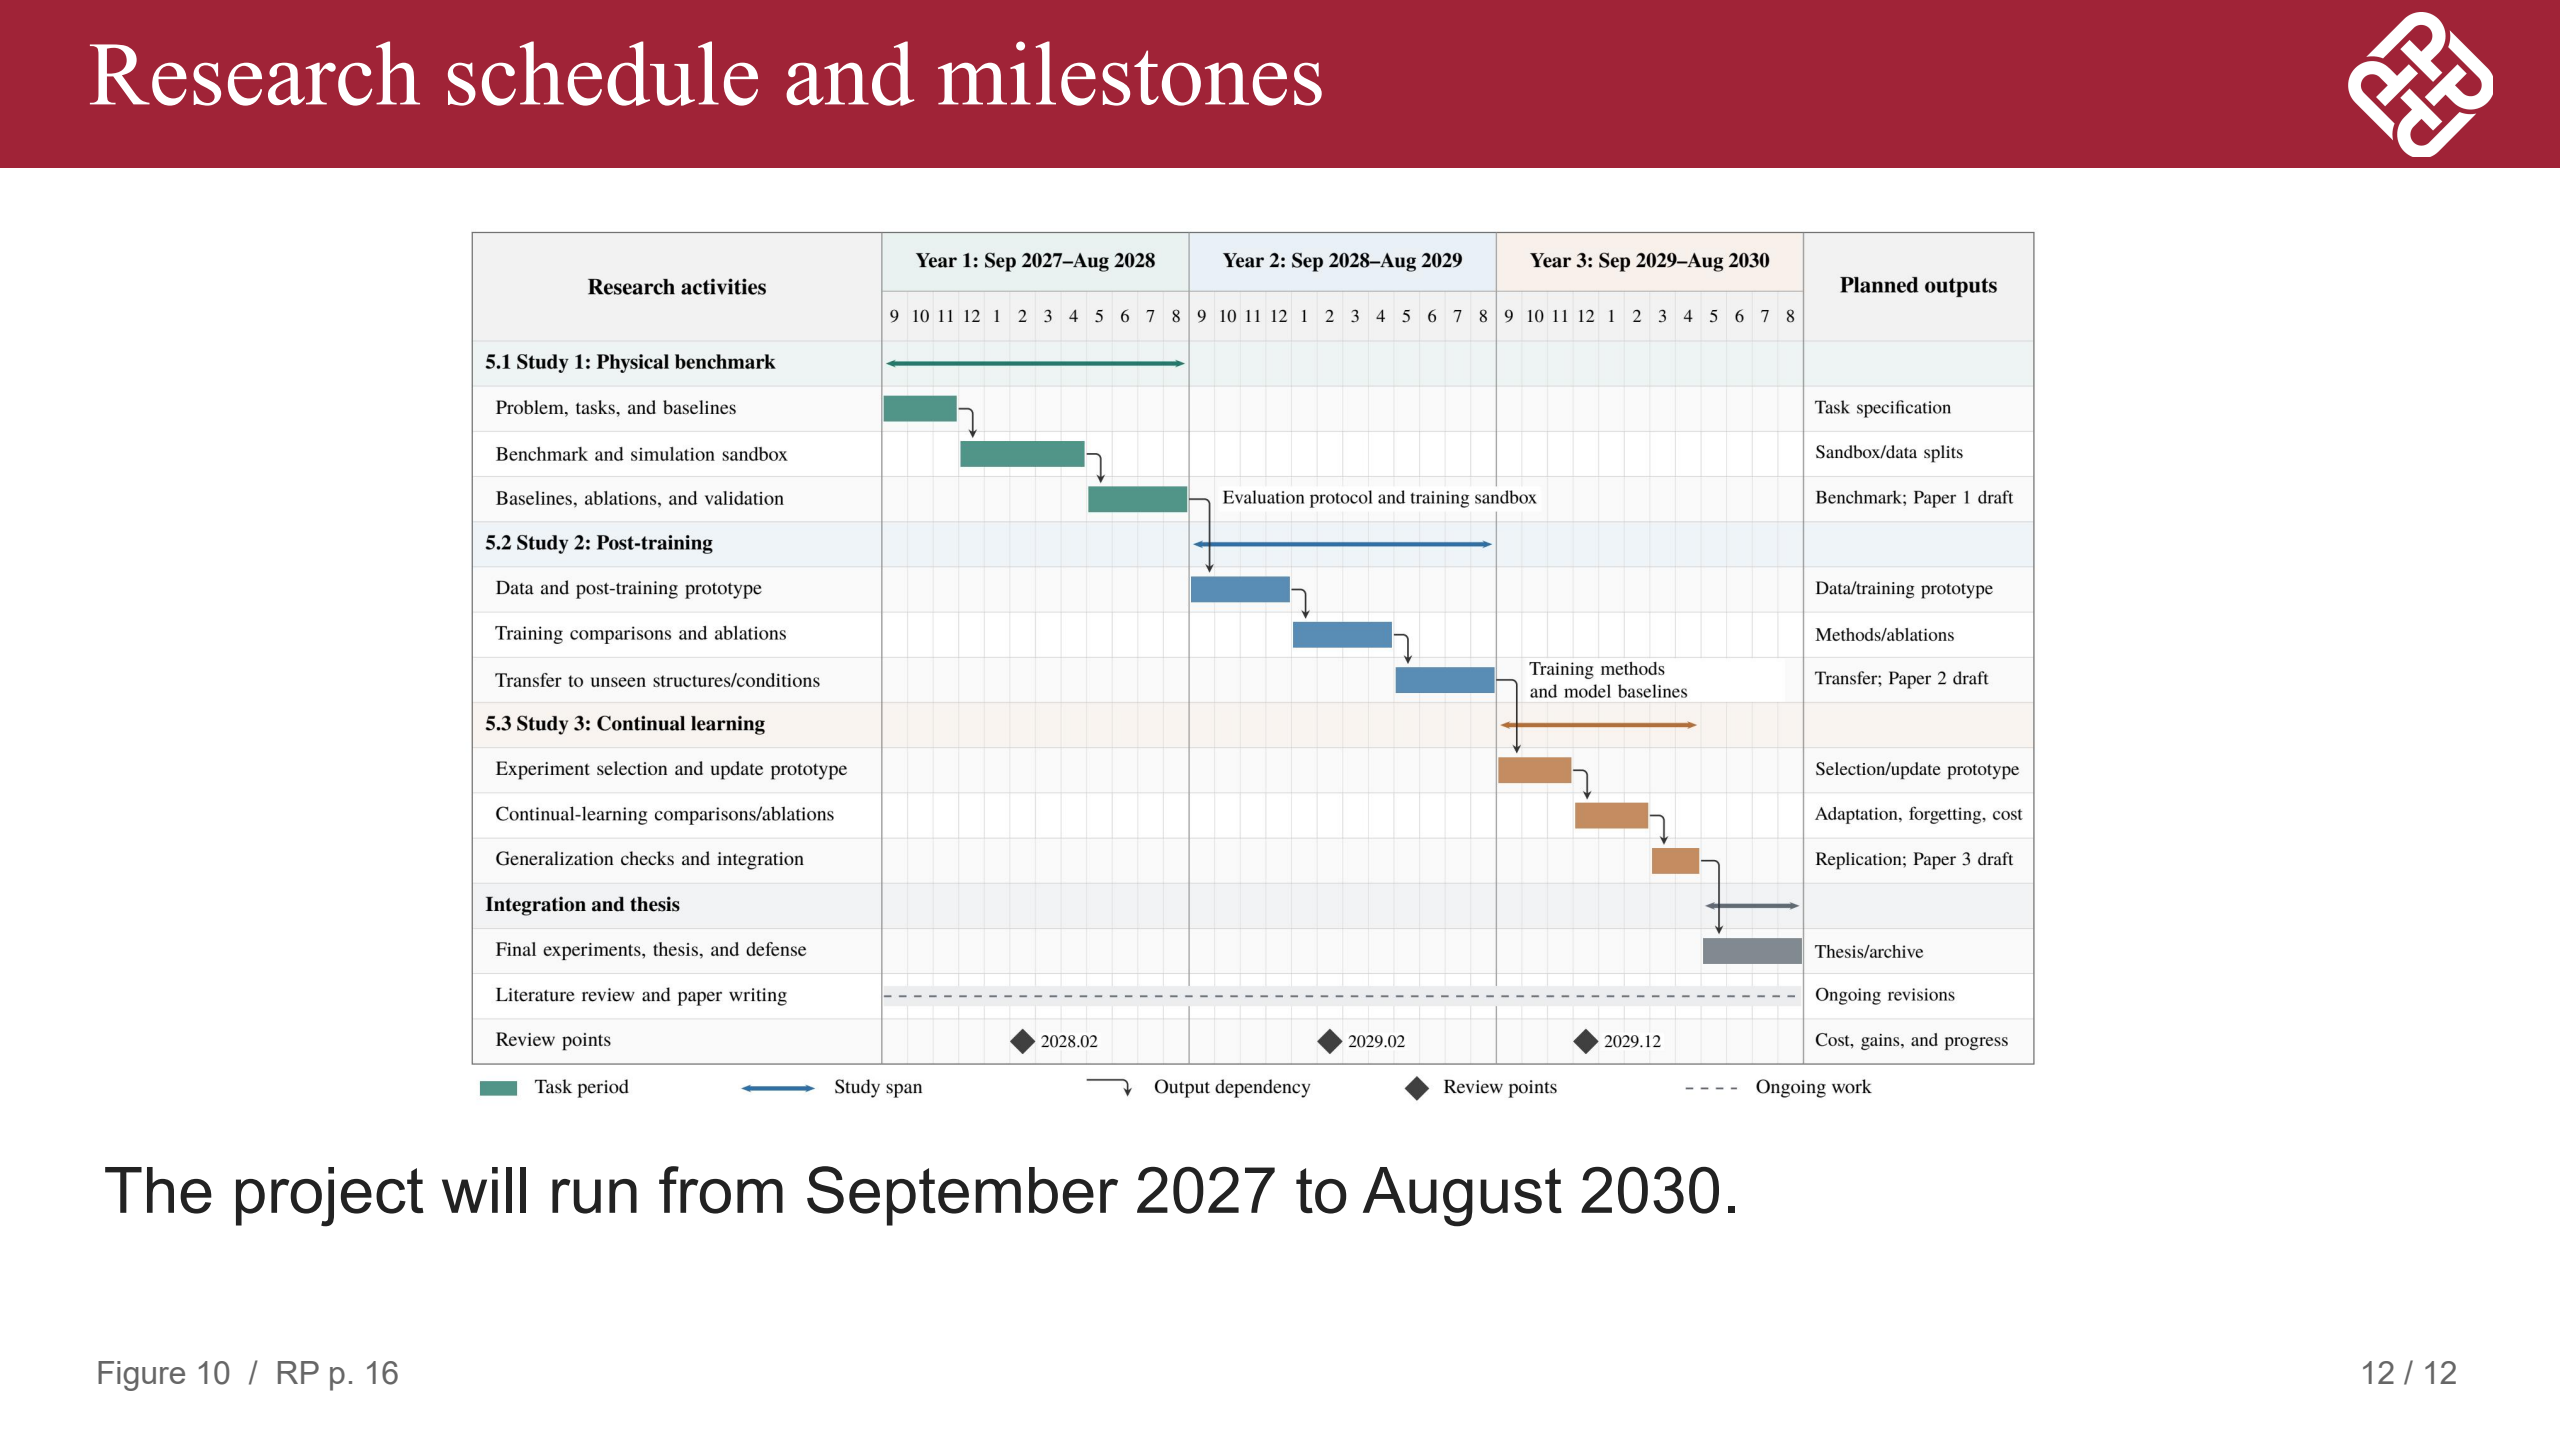 Research schedule and milestones
Research activities
Year 1: Sep 2027–Aug 2028
Year 2: Sep 2028–Aug 2029
Year 3: Sep 2029–Aug 2030
Planned outputs
9 10 11 12 1 2 3 4 5 6 7 8 9 10 11 12 1 2 3 4 5 6 7 8 9 10 11 12 1 2 3 4 5 6 7 8
5.1 Study 1: Physical benchmark
Problem, tasks, and baselines
Task specification
Benchmark and simulation sandbox
Sandbox/data splits
Baselines, ablations, and validation
Evaluation protocol and training sandbox
Benchmark; Paper 1 draft
5.2 Study 2: Post-training
Data and post-training prototype
Data/training prototype
Training comparisons and ablations
Methods/ablations
Transfer to unseen structures/conditions
Training methods
and model baselines
Transfer; Paper 2 draft
5.3 Study 3: Continual learning
Experiment selection and update prototype
Selection/update prototype
Continual-learning comparisons/ablations
Adaptation, forgetting, cost
Generalization checks and integration
Replication; Paper 3 draft
Integration and thesis
Final experiments, thesis, and defense
Thesis/archive
Literature review and paper writing
Ongoing revisions
Review points
2028.02
2029.02
2029.12
Cost, gains, and progress
Task period
Study span
Output dependency
Review points
Ongoing work
The project will run from September 2027 to August 2030.
Figure 10 / RP p. 16
12 / 12